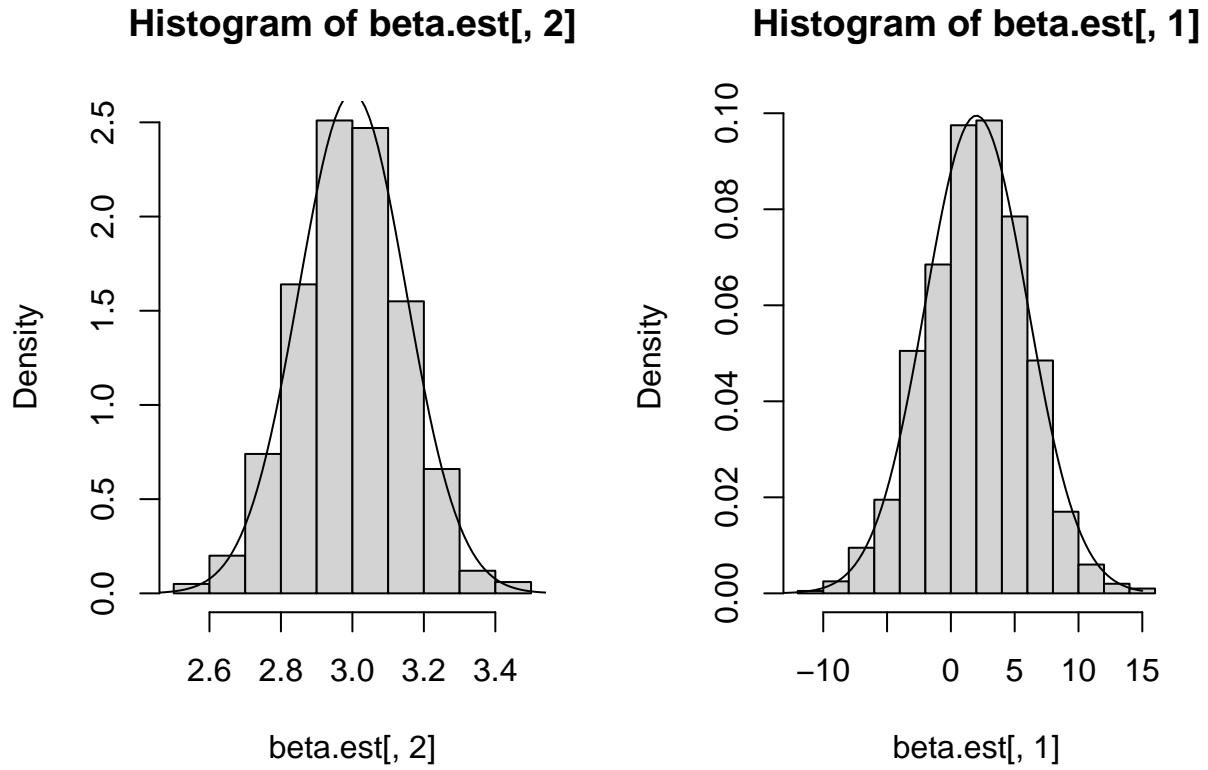 Histogram of beta.est[, 2]
Density
2.5
2.0
1.5
1.0
0.5
0.0
2.6 2.8 3.0 3.2 3.4
beta.est[, 2]
Histogram of beta.est[, 1]
Density
0.10
0.08
0.06
0.04
0.02
0.00
−10 0 5 10 15
beta.est[, 1]